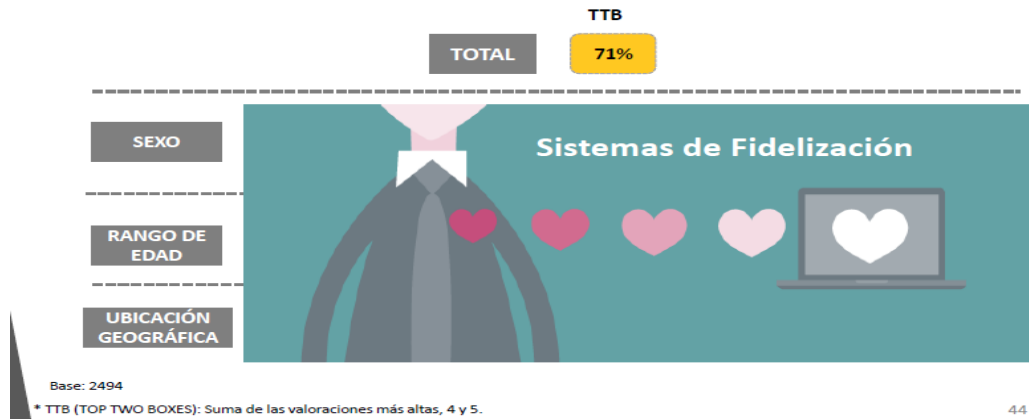 TTB
TOTAL
71%
SEXO
Sistemas de Fidelización
RANGO DE
EDAD
UBICACIÓN
GEOGRÁFICA
Base: 2494
* TTB (TOP TWO BOXES): Suma de las valoraciones más altas, 4 y 5.
44